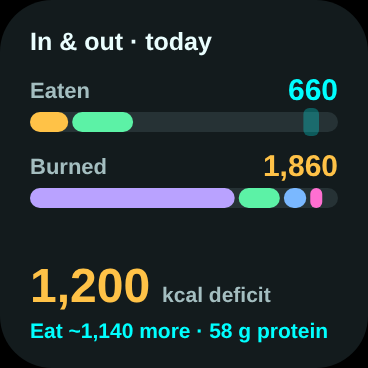 In & out · today
Eaten 660
Burned 1,860
1,200 kcal deficit
Eat ~1,140 more · 58 g protein